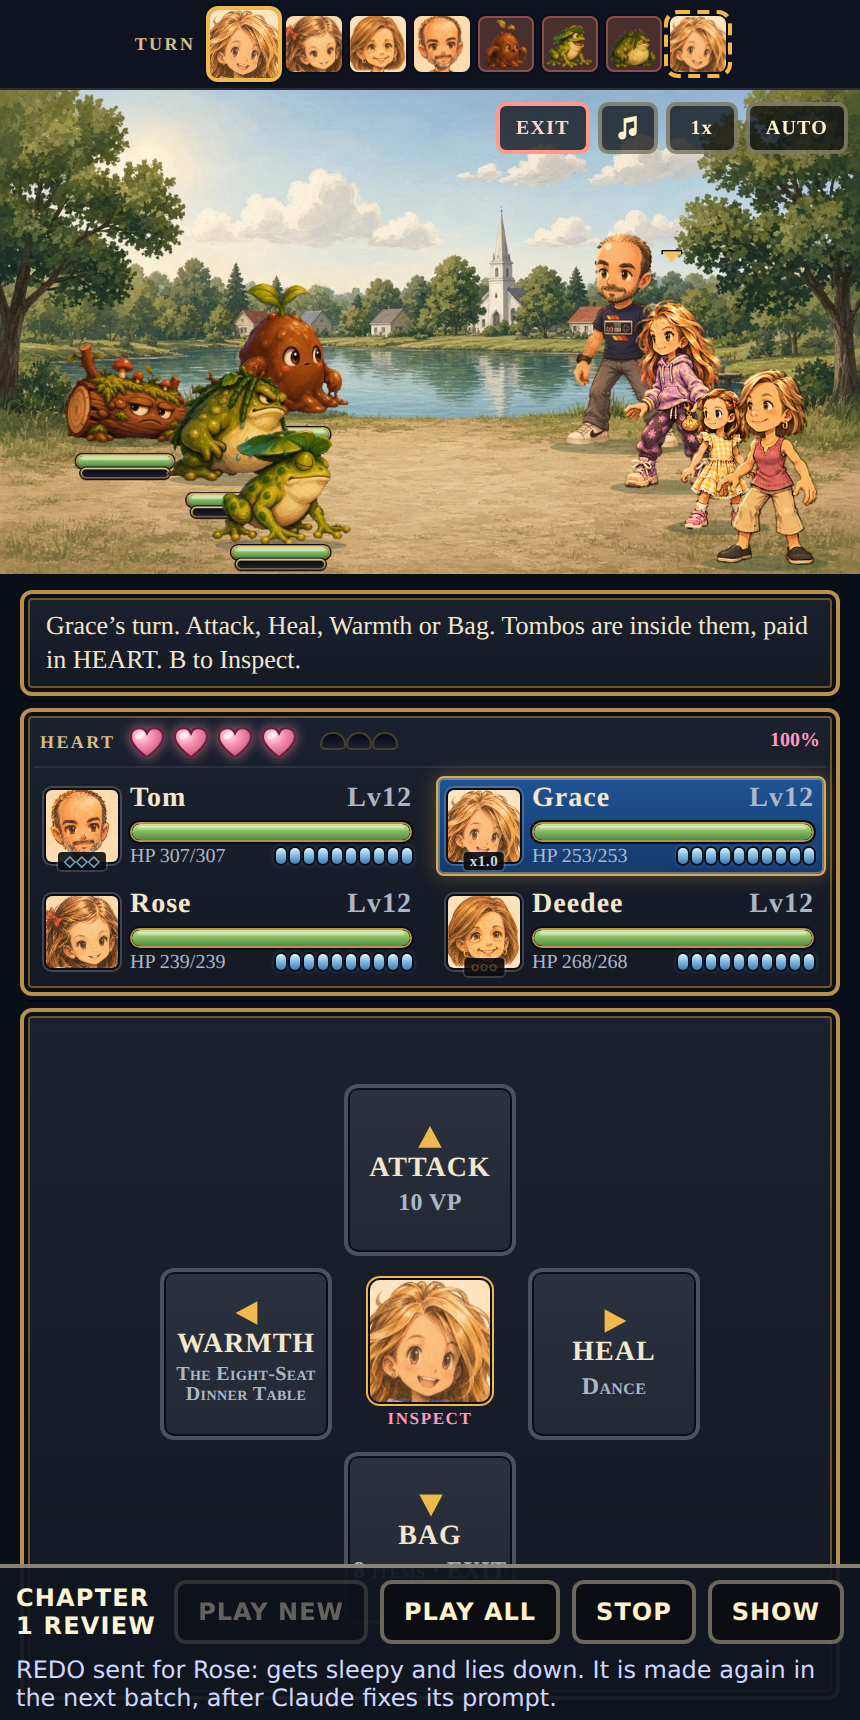 TURN
EXIT
1x
AUTO
Grace’s turn. Attack, Heal, Warmth or Bag. Tombos are inside them, paid
in HEART. B to Inspect.
HEART
100%
Tom Lv12
HP 307/307
Grace Lv12
x1.0
HP 253/253
Rose Lv12
HP 239/239
Deedee Lv12
HP 268/268
ATTACK
10 VP
WARMTH
The Eight-Seat
Dinner Table
INSPECT
HEAL
Dance
BAG
8 items · EXIT
CHAPTER
1 REVIEW
PLAY NEW
PLAY ALL
STOP
SHOW
REDO sent for Rose: gets sleepy and lies down. It is made again in
the next batch, after Claude fixes its prompt.